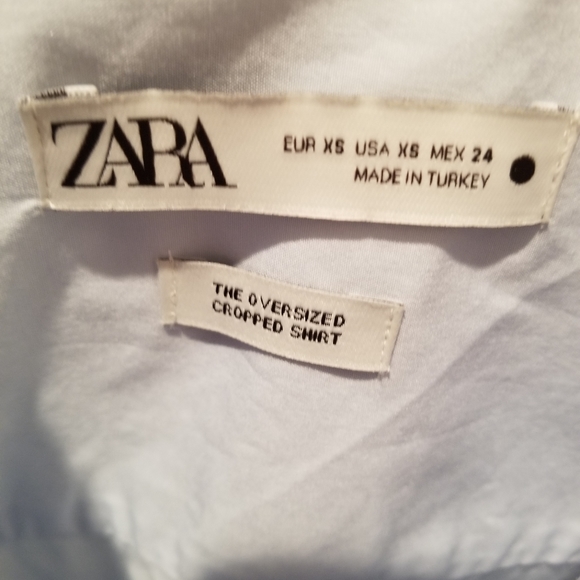 ZARA
EUR XS USA XS MEX 24
MADE IN TURKEY
THE OVERSIZED
CROPPED SHIRT